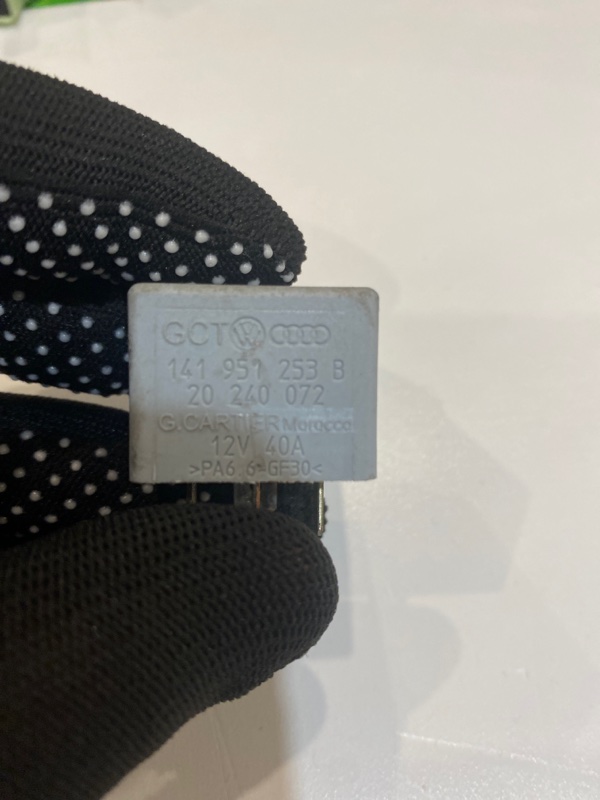 GCT
141 951 253 B
20 240 072
G.CARTIER Morocco
12V 40A
>PA6.6-GF30<